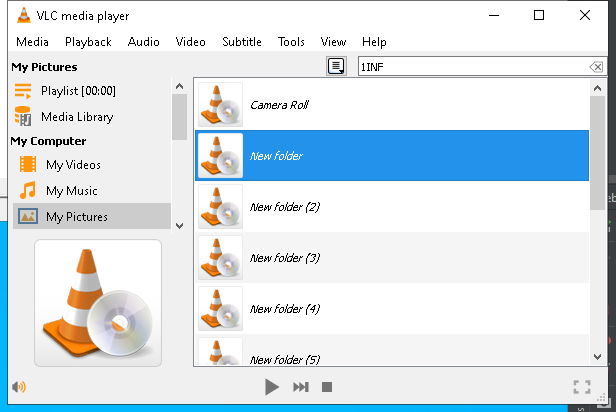 VLC media player
Media Playback Audio Video Subtitle Tools View Help
My Pictures
1INF
Playlist [00:00]
Media Library
My Computer
My Videos
My Music
My Pictures
Camera Roll
New folder
New folder (2)
New folder (3)
New folder (4)
New folder (5)